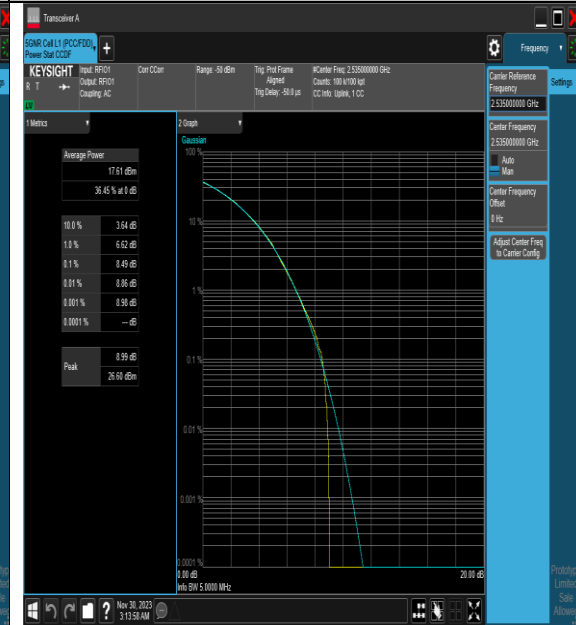 Transceiver A
5GNR Cell L1 (PCC/FDD),
Power Stat CCDF
Frequency
KEYSIGHT
R T
Input: RFIO1
Output: RFIO1
Coupling: AC
Corr CCorr
Range: -50 dBm
Trig: Prot Frame
Aligned
Trig Delay: -50.0 µs
#Center Freq: 2.535000000 GHz
Counts: 100 k/100 kpt
CC Info: Uplink, 1 CC
1 Metrics
Average Power
17.61 dBm
36.45 % at 0 dB
10.0 % 3.64 dB
1.0 % 6.62 dB
0.1 % 8.49 dB
0.01 % 8.86 dB
0.001 % 8.98 dB
0.0001 % --- dB
Peak
8.99 dB
26.60 dBm
2 Graph
Gaussian
100 %
10 %
1 %
0.1 %
0.01 %
0.001 %
0.0001 %
0.00 dB 20.00 dB
Info BW 5.0000 MHz
Carrier Reference
Frequency
2.535000000 GHz
Center Frequency
2.535000000 GHz
Auto
Man
Center Frequency
Offset
0 Hz
Adjust Center Freq
to Carrier Config
Settings
Nov 30, 2023
3:13:58 AM